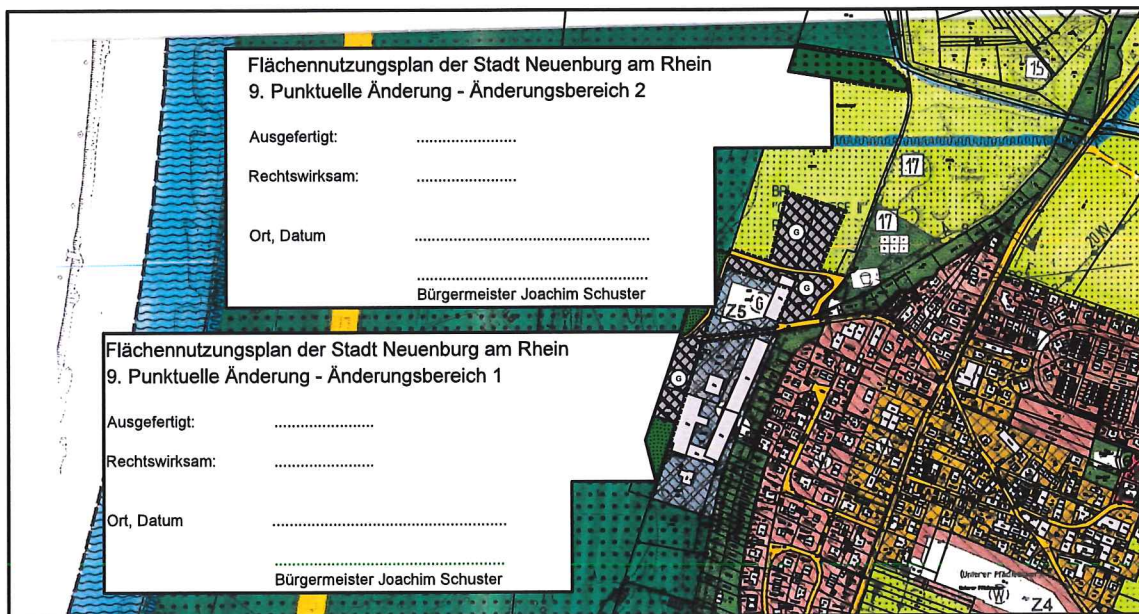 Flächennutzungsplan der Stadt Neuenburg am Rhein
9. Punktuelle Änderung - Änderungsbereich 2
Ausgefertigt: .......................
Rechtswirksam: .......................
Ort, Datum ......................................................
......................................................
Bürgermeister Joachim Schuster
Flächennutzungsplan der Stadt Neuenburg am Rhein
9. Punktuelle Änderung - Änderungsbereich 1
Ausgefertigt: .......................
Rechtswirksam: .......................
Ort, Datum ......................................................
......................................................
Bürgermeister Joachim Schuster
15
17
17
20KV
G
G
Z5
G
G
(Unterer
(W)
Z4